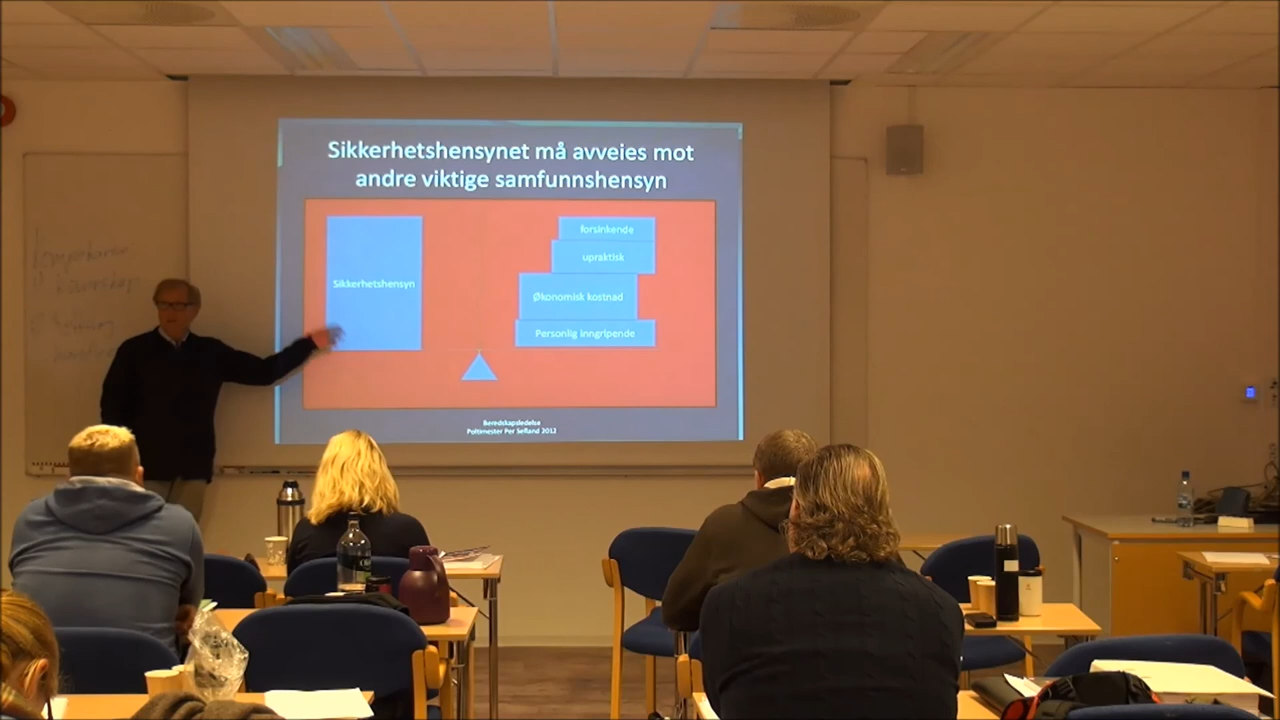 Sikkerhetshensynet må avveies mot
andre viktige samfunnshensyn
Sikkerhetshensyn
forsinkende
upraktisk
Økonomisk kostnad
Personlig inngripende
Beredskapsledelse
Politimester Per Sefland 2012